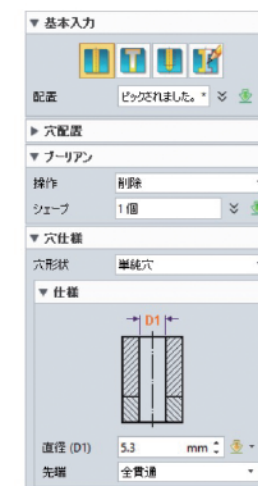 基本入力
配置 ピックされました。*
穴配置
ブーリアン
操作 削除
シェープ 1 個
穴仕様
穴形状 単純穴
仕様
D1
直径 (D1) 5.3 mm
先端 全貫通